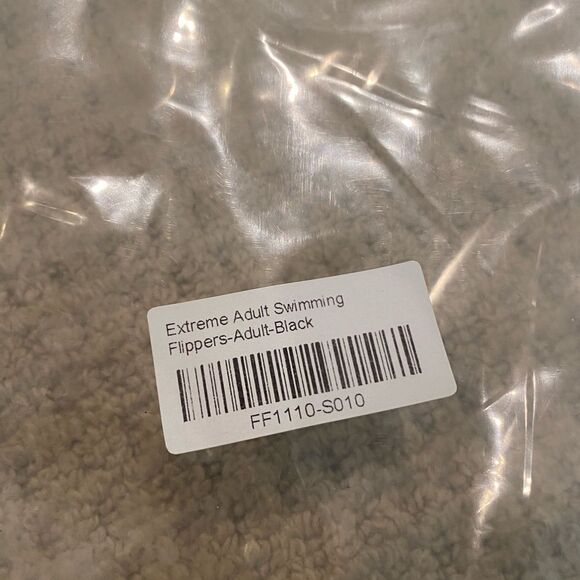 Extreme Adult Swimming
Flippers-Adult-Black
FF1110-S010